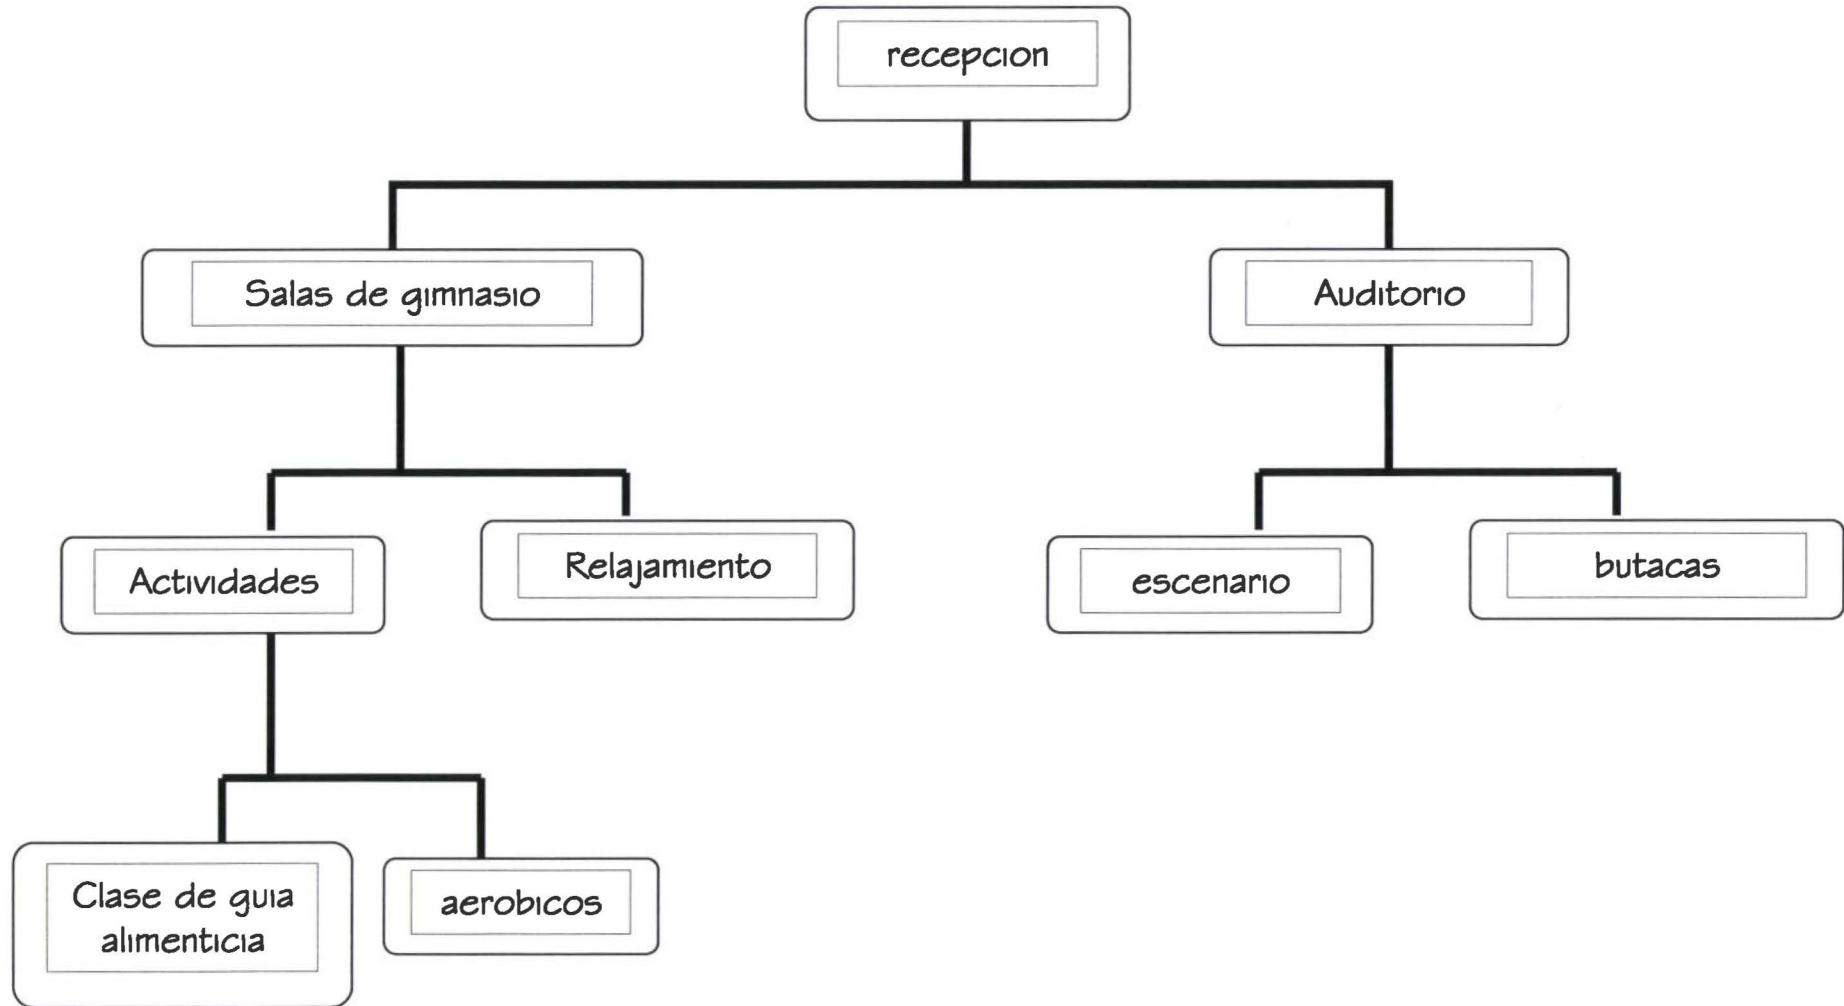 recepcion
Salas de gimnasio
Auditorio
Actividades
Relajamiento
escenario
butacas
Clase de guia
alimenticia
aerobicos